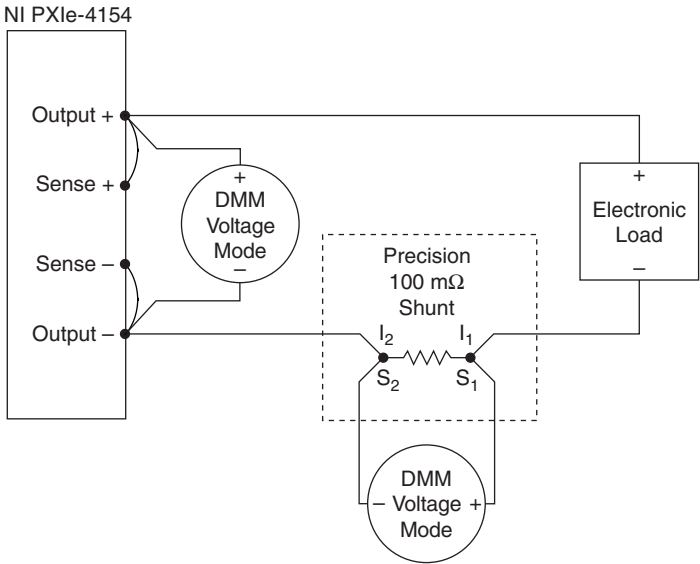 NI PXIe-4154
Output +
Sense +
Sense –
Output –
+
DMM
Voltage
Mode
–
Precision
100 mΩ
Shunt
I2
I1
S2
S1
+
Electronic
Load
–
DMM
– Voltage +
Mode